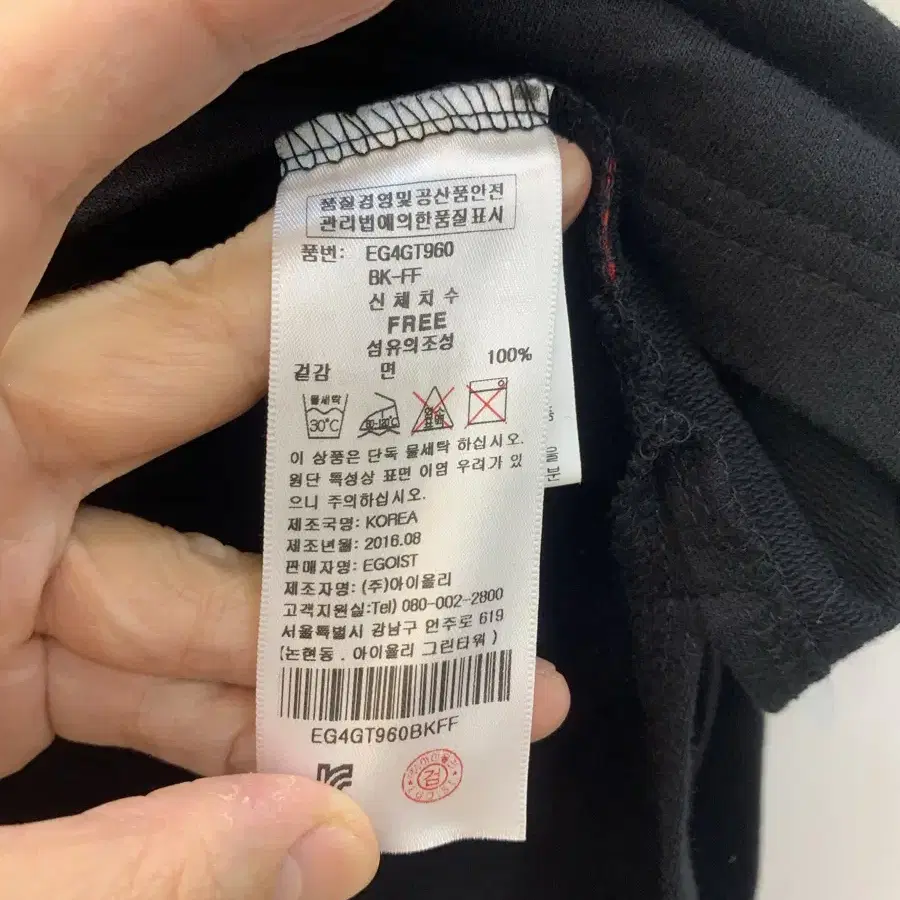 품질경영및공산품안전
관리법에의한품질표시
품번: EG4GT960
BK-FF
신체치수
FREE
섬유의조성
겉감 면 100%
물세탁
30°C
염소
표백
이 상품은 단독 물세탁 하십시오.
원단 특성상 표면 이염 우려가 있
으니 주의하십시오.
제조국명: KOREA
제조년월: 2016.08
판매자명: EGOIST
제조자명: (주)아이올리
고객지원실:Tel) 080-002-2800
서울특별시 강남구 언주로 619
(논현동 . 아이올리 그린타워 )
EG4GT960BKFF
검